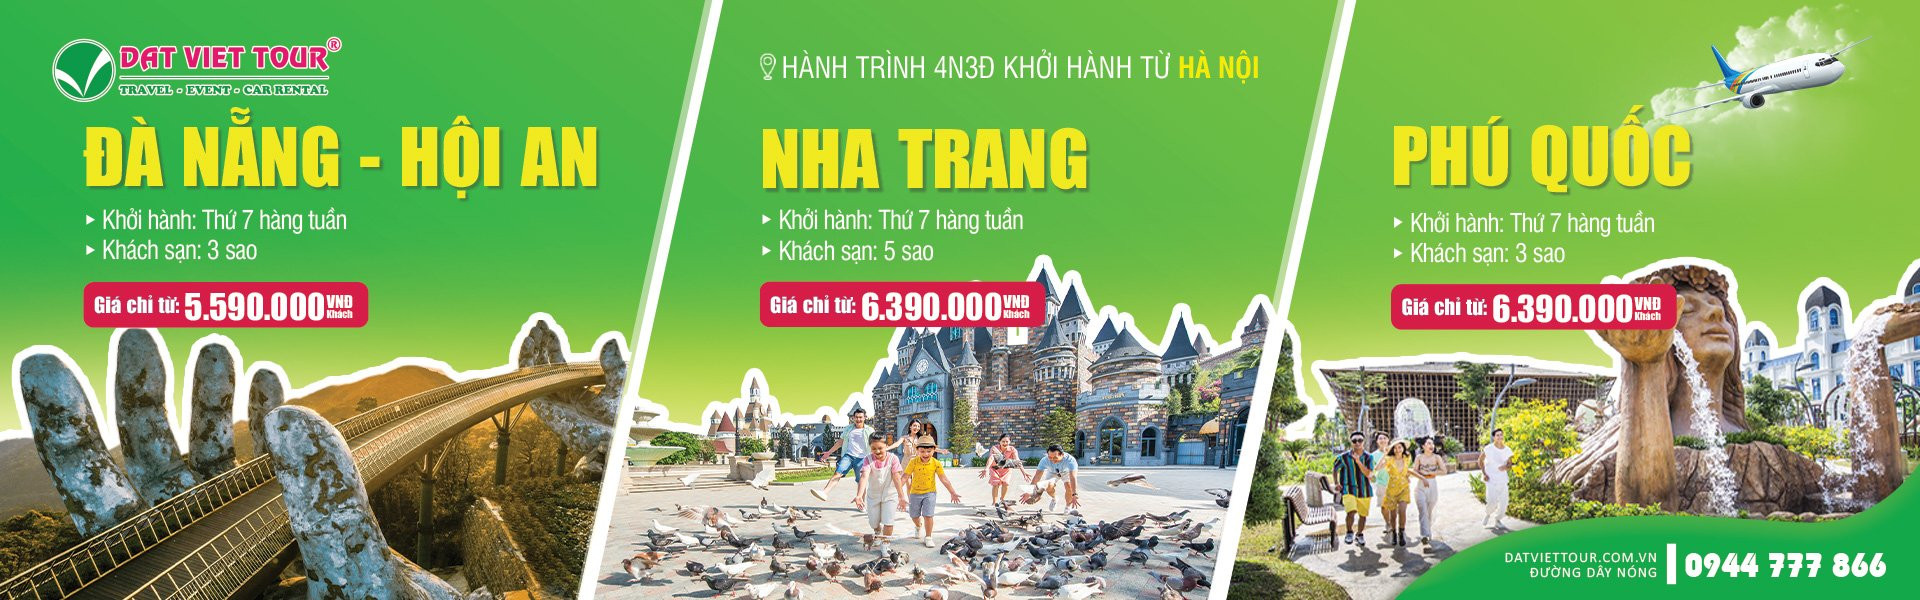 DAT VIET TOUR®
TRAVEL - EVENT - CAR RENTAL
HÀNH TRÌNH 4N3Đ KHỞI HÀNH TỪ HÀ NỘI
ĐÀ NẴNG - HỘI AN
Khởi hành: Thứ 7 hàng tuần
Khách sạn: 3 sao
Giá chỉ từ: 5.590.000 VNĐ Khách
NHA TRANG
Khởi hành: Thứ 7 hàng tuần
Khách sạn: 5 sao
Giá chỉ từ: 6.390.000 VNĐ Khách
PHÚ QUỐC
Khởi hành: Thứ 7 hàng tuần
Khách sạn: 3 sao
Giá chỉ từ: 6.390.000 VNĐ Khách
DATVIETTOUR.COM.VN
ĐƯỜNG DÂY NÓNG
0944 777 866